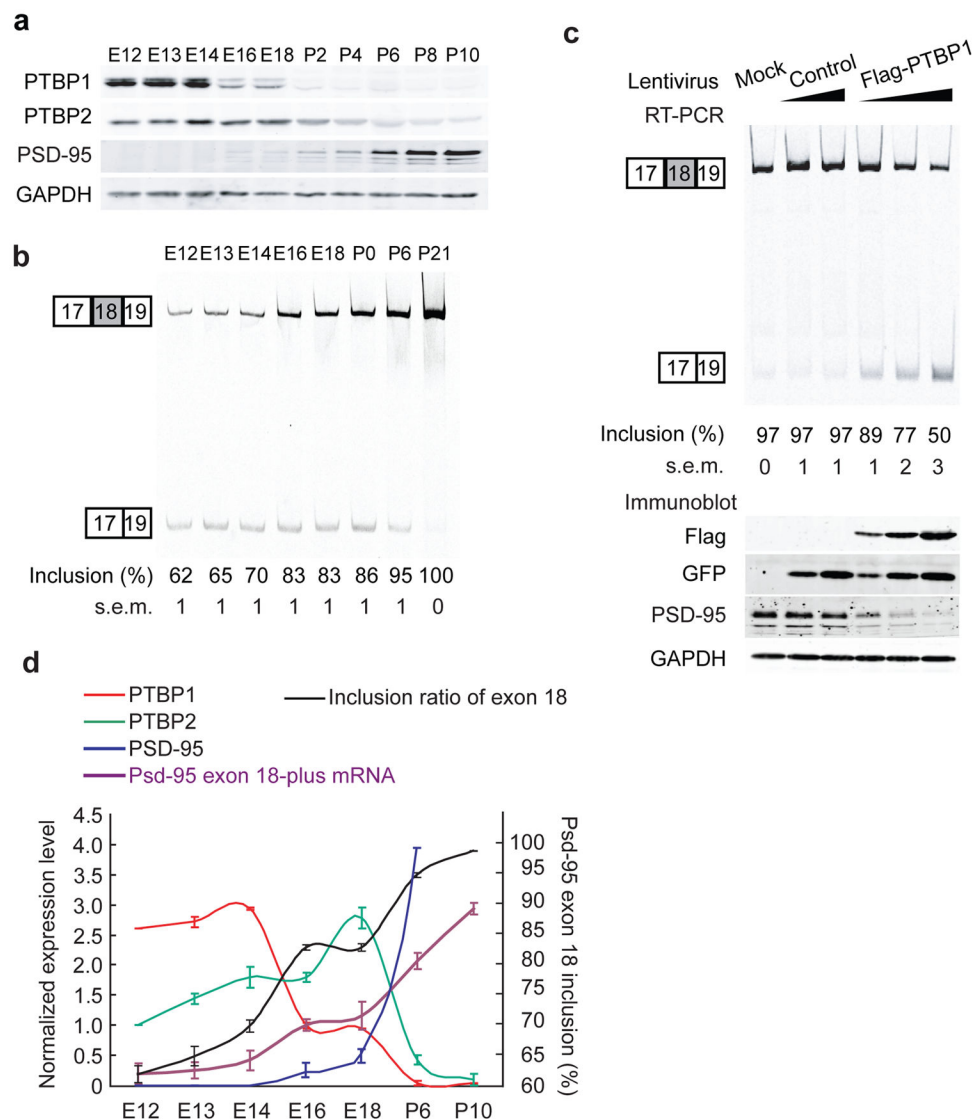 a
E12 E13 E14 E16 E18 P2 P4 P6 P8 P10
PTBP1
PTBP2
PSD-95
GAPDH
b
E12 E13 E14 E16 E18 P0 P6 P21
17 18 19
17 19
Inclusion (%) 62 65 70 83 83 86 95 100
s.e.m. 1 1 1 1 1 1 1 0
c
Lentivirus Mock Control Flag-PTBP1
RT-PCR
17 18 19
17 19
Inclusion (%) 97 97 97 89 77 50
s.e.m. 0 1 1 1 2 3
Immunoblot
Flag
GFP
PSD-95
GAPDH
d
PTBP1
PTBP2
PSD-95
Psd-95 exon 18-plus mRNA
Inclusion ratio of exon 18
Normalized expression level
4.5
4.0
3.5
3.0
2.5
2.0
1.5
1.0
0.5
0
100
95
90
85
80
75
70
65
60
Psd-95 exon 18 inclusion
(%)
E12 E13 E14 E16 E18 P6 P10